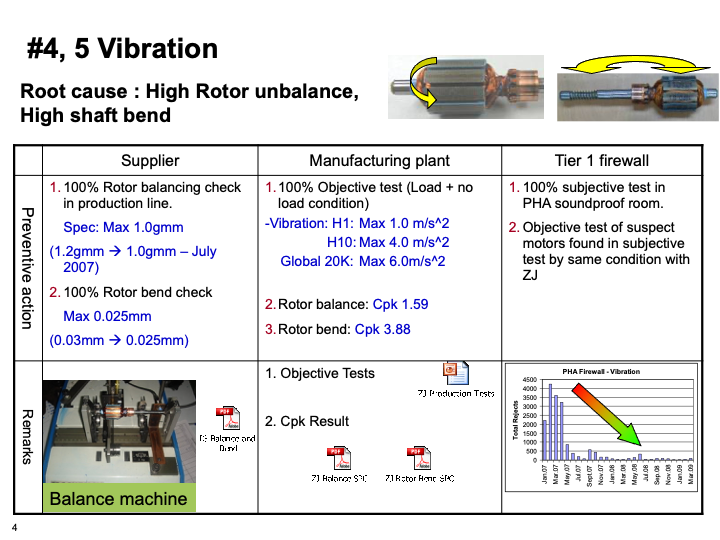 #4, 5 Vibration
Root cause : High Rotor unbalance,
High shaft bend
Supplier
Manufacturing plant
Tier 1 firewall
Preventive action
1. 100% Rotor balancing check
in production line.
Spec: Max 1.0gmm
(1.2gmm → 1.0gmm – July
2007)
2. 100% Rotor bend check
Max 0.025mm
(0.03mm → 0.025mm)
1. 100% Objective test (Load + no
load condition)
-Vibration: H1: Max 1.0 m/s^2
H10: Max 4.0 m/s^2
Global 20K: Max 6.0m/s^2
2. Rotor balance: Cpk 1.59
3. Rotor bend: Cpk 3.88
1. 100% subjective test in
PHA soundproof room.
2. Objective test of suspect
motors found in subjective
test by same condition with
ZJ
Remarks
Balance and
Balance machine
1. Objective Tests
ZJ Production Tests
2. Cpk Result
ZJ Balance SPC
ZJ Rotor Bend SPC
PHA Firewall - Vibration
Total Rejects
4500
4000
3500
3000
2500
2000
1500
1000
500
0
Jan.07
Mar.07
May.07
Jul.07
Sept.07
Nov.07
Jan.08
Mar.08
May.08
Jul.08
Sep.08
Nov.08
Jan.09
Mar.09
4